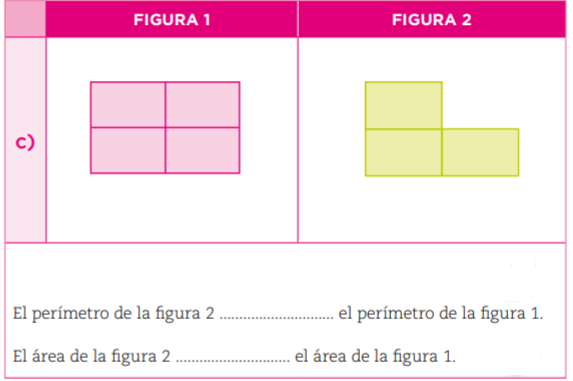 FIGURA 1
FIGURA 2
c)
El perímetro de la figura 2 ............................ el perímetro de la figura 1.
El área de la figura 2 ............................ el área de la figura 1.